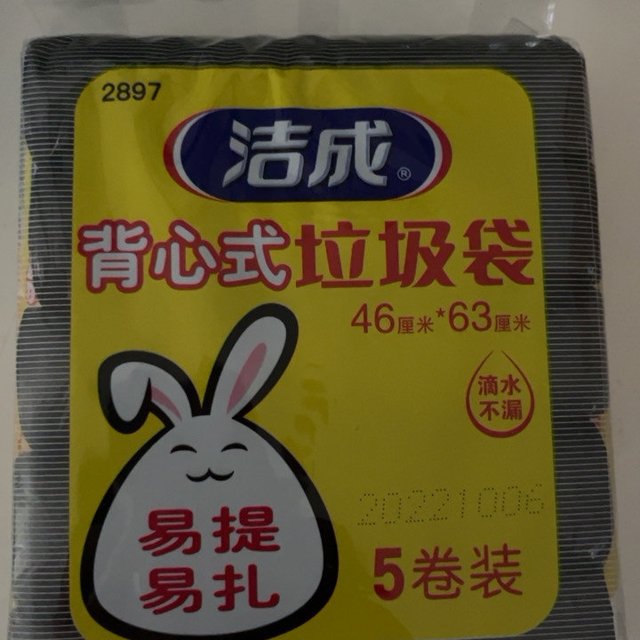 2897
洁成®
背心式垃圾袋
46厘米*63厘米
滴水
不漏
20221006
易提
易扎
5卷装